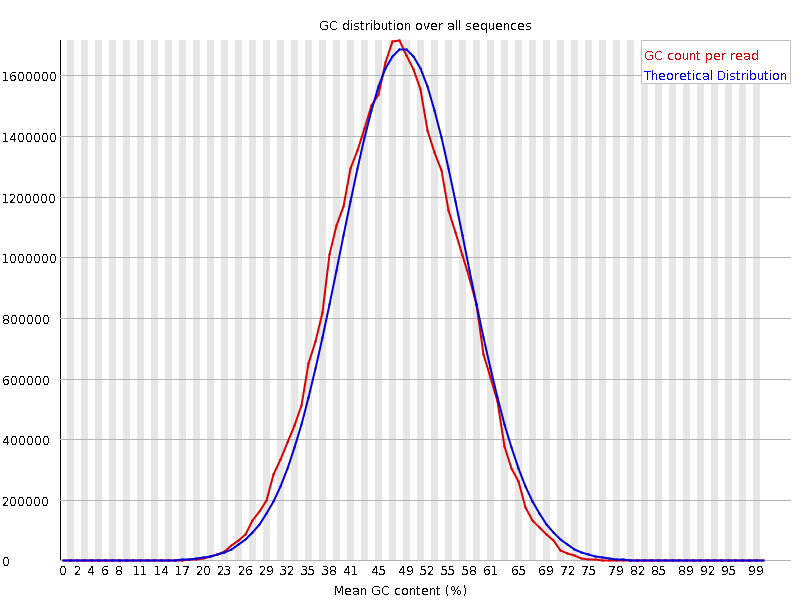 GC distribution over all sequences
GC count per read
Theoretical Distribution
1600000
1400000
1200000
1000000
800000
600000
400000
200000
0
0 2 4 6 8 11 14 17 20 23 26 29 32 35 38 41 45 49 52 55 58 61 65 69 72 75 79 82 85 89 92 95 99
Mean GC content (%)